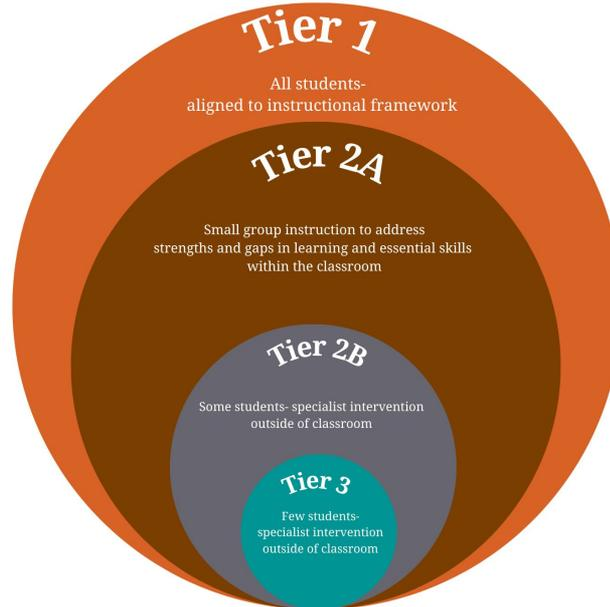 Tier 1
All students-
aligned to instructional framework
Tier 2A
Small group instruction to address
strengths and gaps in learning and essential skills
within the classroom
Tier 2B
Some students- specialist intervention
outside of classroom
Tier 3
Few students-
specialist intervention
outside of classroom